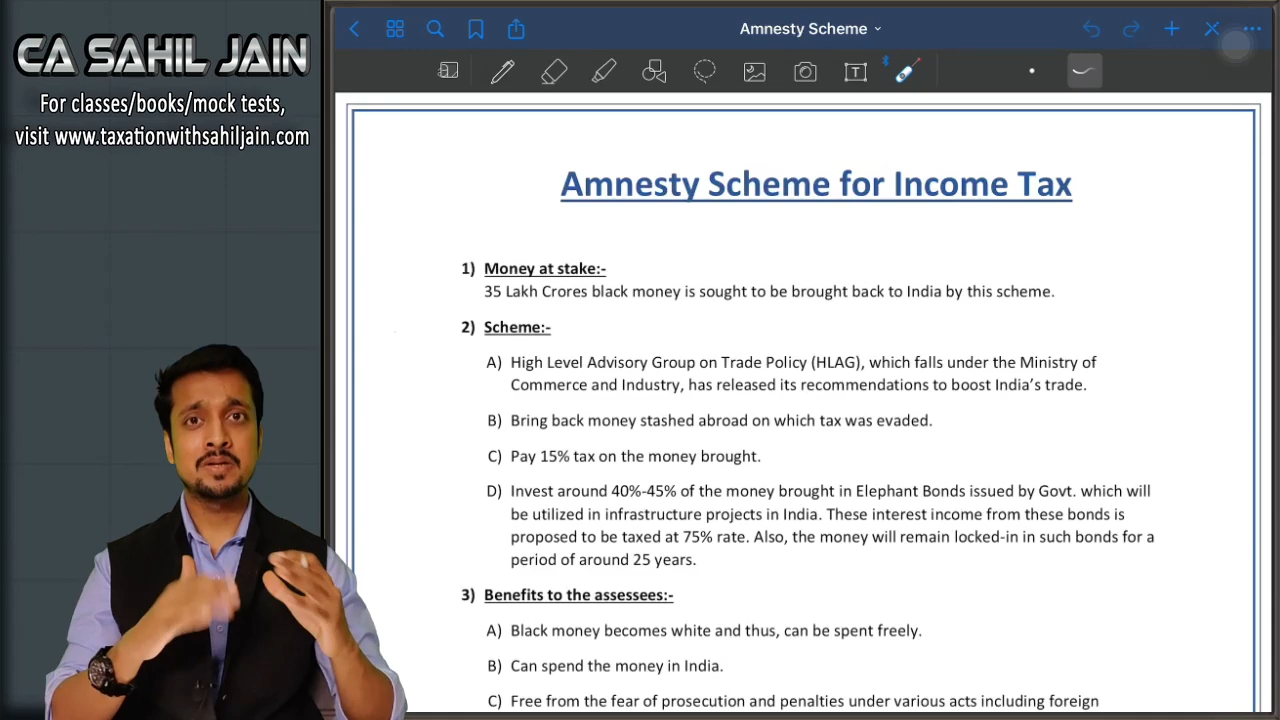 CA SAHIL JAIN
For classes/books/mock tests,
visit www.taxationwithsahiljain.com
Amnesty Scheme
T
Amnesty Scheme for Income Tax
1) Money at stake:-
35 Lakh Crores black money is sought to be brought back to India by this scheme.
2) Scheme:-
A) High Level Advisory Group on Trade Policy (HLAG), which falls under the Ministry of
Commerce and Industry, has released its recommendations to boost India's trade.
B) Bring back money stashed abroad on which tax was evaded.
C) Pay 15% tax on the money brought.
D) Invest around 40%-45% of the money brought in Elephant Bonds issued by Govt. which will
be utilized in infrastructure projects in India. These interest income from these bonds is
proposed to be taxed at 75% rate. Also, the money will remain locked-in in such bonds for a
period of around 25 years.
3) Benefits to the assessees:-
A) Black money becomes white and thus, can be spent freely.
B) Can spend the money in India.
C) Free from the fear of prosecution and penalties under various acts including foreign